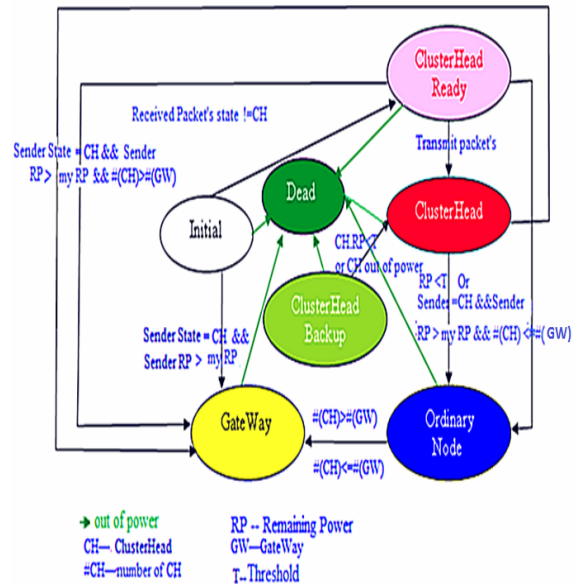 ClusterHead
Ready
Received Packet's state !=CH
Transmit packet's
Sender State = CH && Sender
RP > my RP && #(CH)>#(GW)
Dead
Initial
ClusterHead
CH.RP<T
or CH out of power
RP <T Or
Sender =CH &&Sender
RP > my RP && #(CH) <=#(GW)
ClusterHead
Backup
Sender State = CH &&
Sender RP > my RP
GateWay
#(CH)>#(GW)
#(CH)<=#(GW)
Ordinary
Node
out of power
CH— ClusterHead
#CH—number of CH
RP -- Remaining Power
GW—GateWay
T--Threshold